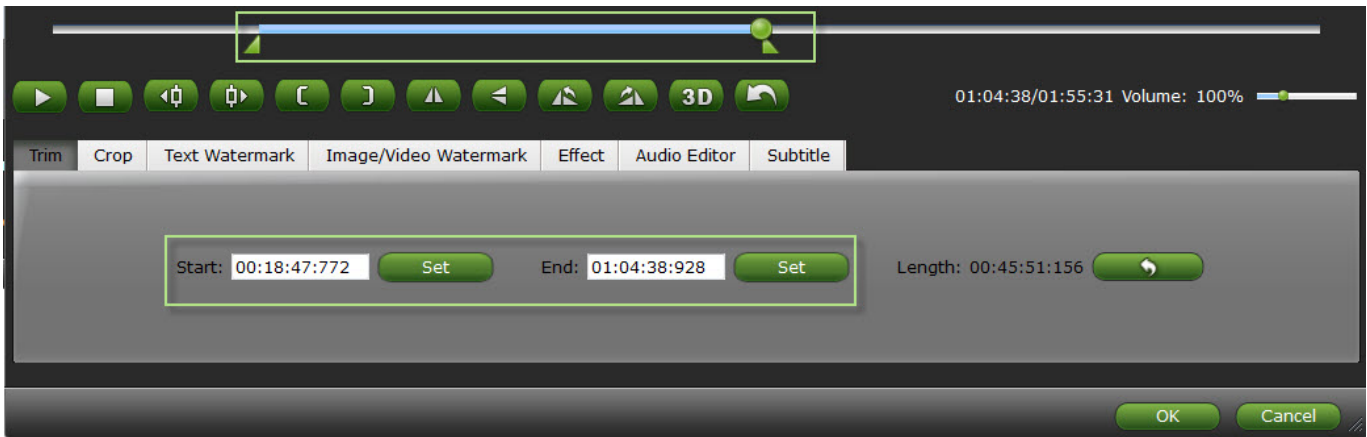 3D
01:04:38/01:55:31 Volume: 100%
Trim Crop Text Watermark Image/Video Watermark Effect Audio Editor Subtitle
Start: 00:18:47:772 Set End: 01:04:38:928 Set Length: 00:45:51:156
OK Cancel